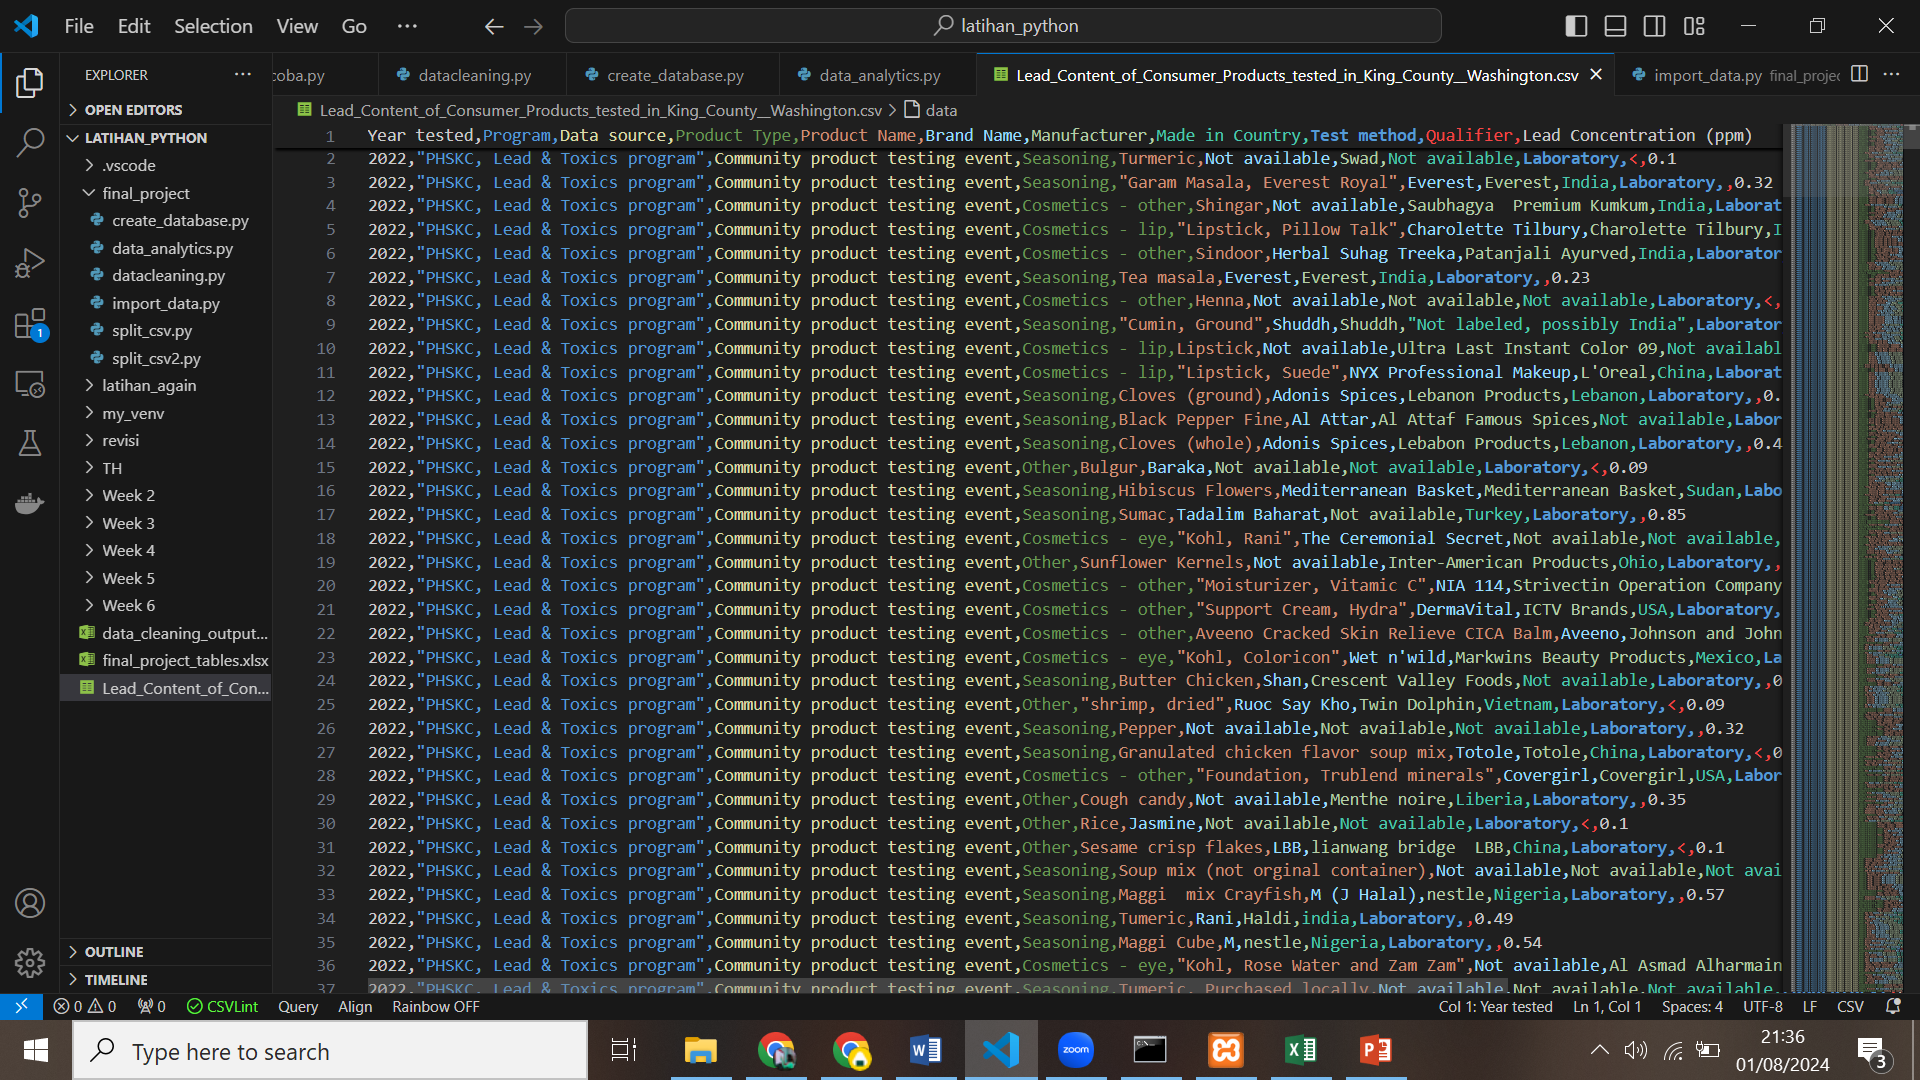 File Edit Selection View Go ··· latihan_python
EXPLORER ···
OPEN EDITORS
LATIHAN_PYTHON
.vscode
final_project
create_database.py
data_analytics.py
datacleaning.py
import_data.py
split_csv.py
split_csv2.py
latihan_again
my_venv
revisi
TH
Week 2
Week 3
Week 4
Week 5
Week 6
data_cleaning_output...
final_project_tables.xlsx
Lead_Content_of_Con...
OUTLINE
TIMELINE
1
coba.py datacleaning.py create_database.py data_analytics.py Lead_Content_of_Consumer_Products_tested_in_King_County__Washington.csv import_data.py final_projec ···
Lead_Content_of_Consumer_Products_tested_in_King_County__Washington.csv > data
1 Year tested,Program,Data source,Product Type,Product Name,Brand Name,Manufacturer,Made in Country,Test method,Qualifier,Lead Concentration (ppm)
2 2022,"PHSKC, Lead & Toxics program",Community product testing event,Seasoning,Turmeric,Not available,Swad,Not available,Laboratory,<,0.1
3 2022,"PHSKC, Lead & Toxics program",Community product testing event,Seasoning,"Garam Masala, Everest Royal",Everest,Everest,India,Laboratory,,0.32
4 2022,"PHSKC, Lead & Toxics program",Community product testing event,Cosmetics - other,Shingar,Not available,Saubhagya  Premium Kumkum,India,Laborat
5 2022,"PHSKC, Lead & Toxics program",Community product testing event,Cosmetics - lip,"Lipstick, Pillow Talk",Charolette Tilbury,Charolette Tilbury,I
6 2022,"PHSKC, Lead & Toxics program",Community product testing event,Cosmetics - other,Sindoor,Herbal Suhag Treeka,Patanjali Ayurved,India,Laborator
7 2022,"PHSKC, Lead & Toxics program",Community product testing event,Seasoning,Tea masala,Everest,Everest,India,Laboratory,,0.23
8 2022,"PHSKC, Lead & Toxics program",Community product testing event,Cosmetics - other,Henna,Not available,Not available,Not available,Laboratory,<,
9 2022,"PHSKC, Lead & Toxics program",Community product testing event,Seasoning,"Cumin, Ground",Shuddh,Shuddh,"Not labeled, possibly India",Laborator
10 2022,"PHSKC, Lead & Toxics program",Community product testing event,Cosmetics - lip,Lipstick,Not available,Ultra Last Instant Color 09,Not availabl
11 2022,"PHSKC, Lead & Toxics program",Community product testing event,Cosmetics - lip,"Lipstick, Suede",NYX Professional Makeup,L'Oreal,China,Laborat
12 2022,"PHSKC, Lead & Toxics program",Community product testing event,Seasoning,Cloves (ground),Adonis Spices,Lebanon Products,Lebanon,Laboratory,,0.
13 2022,"PHSKC, Lead & Toxics program",Community product testing event,Seasoning,Black Pepper Fine,Al Attar,Al Attaf Famous Spices,Not available,Labor
14 2022,"PHSKC, Lead & Toxics program",Community product testing event,Seasoning,Cloves (whole),Adonis Spices,Lebabon Products,Lebanon,Laboratory,,0.4
15 2022,"PHSKC, Lead & Toxics program",Community product testing event,Other,Bulgur,Baraka,Not available,Not available,Laboratory,<,0.09
16 2022,"PHSKC, Lead & Toxics program",Community product testing event,Seasoning,Hibiscus Flowers,Mediterranean Basket,Mediterranean Basket,Sudan,Labo
17 2022,"PHSKC, Lead & Toxics program",Community product testing event,Seasoning,Sumac,Tadalim Baharat,Not available,Turkey,Laboratory,,0.85
18 2022,"PHSKC, Lead & Toxics program",Community product testing event,Cosmetics - eye,"Kohl, Rani",The Ceremonial Secret,Not available,Not available,
19 2022,"PHSKC, Lead & Toxics program",Community product testing event,Other,Sunflower Kernels,Not available,Inter-American Products,Ohio,Laboratory,,
20 2022,"PHSKC, Lead & Toxics program",Community product testing event,Cosmetics - other,"Moisturizer, Vitamic C",NIA 114,Strivectin Operation Company
21 2022,"PHSKC, Lead & Toxics program",Community product testing event,Cosmetics - other,"Support Cream, Hydra",DermaVital,ICTV Brands,USA,Laboratory,
22 2022,"PHSKC, Lead & Toxics program",Community product testing event,Cosmetics - other,Aveeno Cracked Skin Relieve CICA Balm,Aveeno,Johnson and John
23 2022,"PHSKC, Lead & Toxics program",Community product testing event,Cosmetics - eye,"Kohl, Coloricon",Wet n'wild,Markwins Beauty Products,Mexico,La
24 2022,"PHSKC, Lead & Toxics program",Community product testing event,Seasoning,Butter Chicken,Shan,Crescent Valley Foods,Not available,Laboratory,,0
25 2022,"PHSKC, Lead & Toxics program",Community product testing event,Other,"shrimp, dried",Ruoc Say Kho,Twin Dolphin,Vietnam,Laboratory,<,0.09
26 2022,"PHSKC, Lead & Toxics program",Community product testing event,Seasoning,Pepper,Not available,Not available,Not available,Laboratory,,0.32
27 2022,"PHSKC, Lead & Toxics program",Community product testing event,Seasoning,Granulated chicken flavor soup mix,Totole,Totole,China,Laboratory,<,0
28 2022,"PHSKC, Lead & Toxics program",Community product testing event,Cosmetics - other,"Foundation, Trublend minerals",Covergirl,Covergirl,USA,Labor
29 2022,"PHSKC, Lead & Toxics program",Community product testing event,Other,Cough candy,Not available,Menthe noire,Liberia,Laboratory,,0.35
30 2022,"PHSKC, Lead & Toxics program",Community product testing event,Other,Rice,Jasmine,Not available,Not available,Laboratory,<,0.1
31 2022,"PHSKC, Lead & Toxics program",Community product testing event,Other,Sesame crisp flakes,LBB,lianwang bridge  LBB,China,Laboratory,<,0.1
32 2022,"PHSKC, Lead & Toxics program",Community product testing event,Seasoning,Soup mix (not orginal container),Not available,Not available,Not avai
33 2022,"PHSKC, Lead & Toxics program",Community product testing event,Seasoning,Maggi  mix Crayfish,M (J Halal),nestle,Nigeria,Laboratory,,0.57
34 2022,"PHSKC, Lead & Toxics program",Community product testing event,Seasoning,Tumeric,Rani,Haldi,india,Laboratory,,0.49
35 2022,"PHSKC, Lead & Toxics program",Community product testing event,Seasoning,Maggi Cube,M,nestle,Nigeria,Laboratory,,0.54
36 2022,"PHSKC, Lead & Toxics program",Community product testing event,Cosmetics - eye,"Kohl, Rose Water and Zam Zam",Not available,Al Asmad Alharmain
37 2022,"PHSKC, Lead & Toxics program",Community product testing event,Seasoning,"Tumeric, Purchased locally,Not available,Not available,Not available,
0 0 0 CSVLint Query Align Rainbow OFF Col 1: Year tested Ln 1, Col 1 Spaces: 4 UTF-8 LF CSV
Type here to search
zoom
21:36
01/08/2024
3